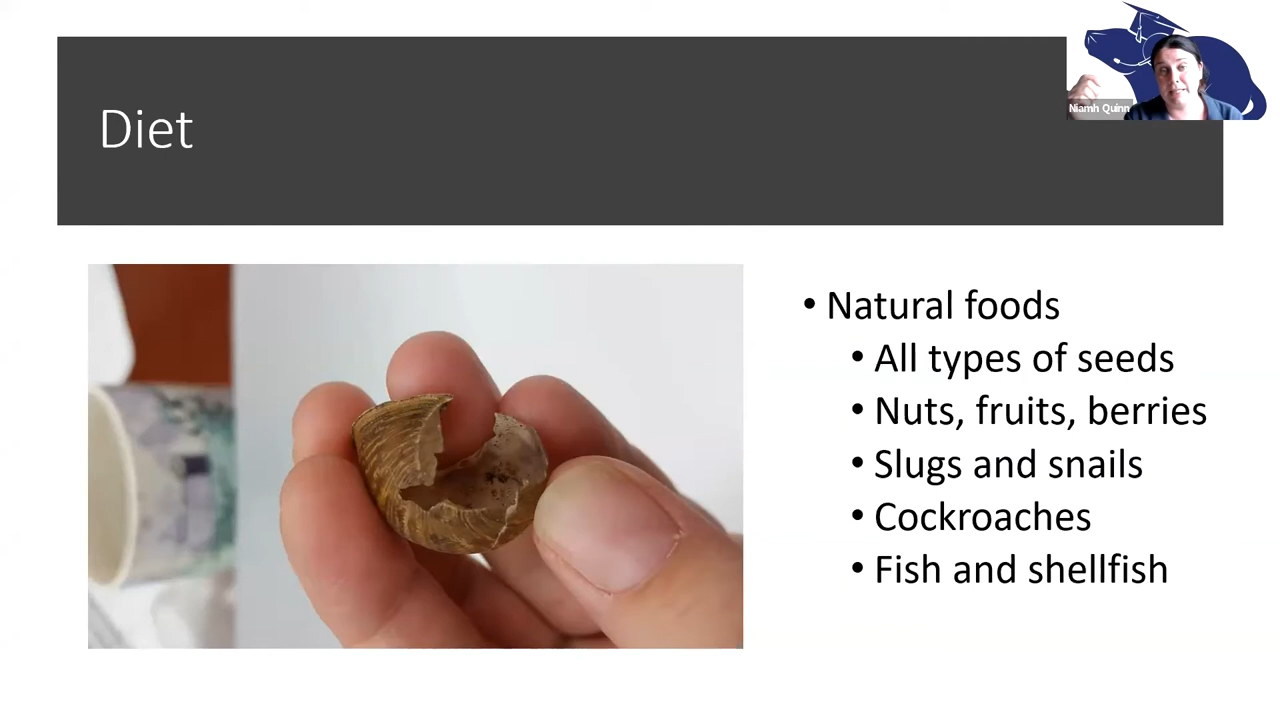 Niamh Quinn
Diet
• Natural foods
• All types of seeds
• Nuts, fruits, berries
• Slugs and snails
• Cockroaches
• Fish and shellfish